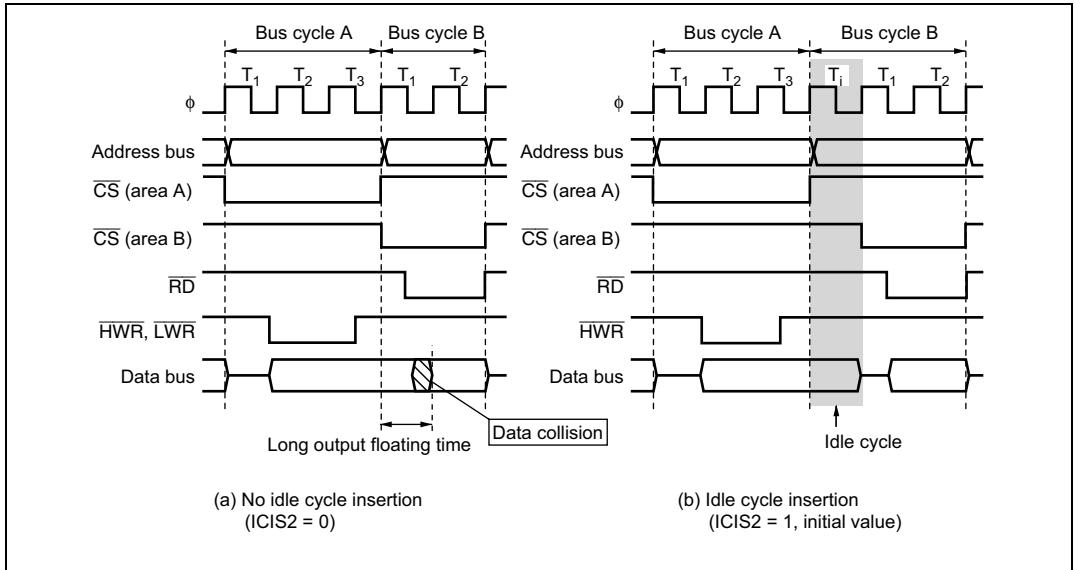 Bus cycle A Bus cycle B
T1 T2 T3 T1 T2
φ
Address bus
CS (area A)
CS (area B)
RD
HWR, LWR
Data bus
Long output floating time
Data collision
(a) No idle cycle insertion
(ICIS2 = 0)
Bus cycle A Bus cycle B
T1 T2 T3 Ti T1 T2
φ
Address bus
CS (area A)
CS (area B)
RD
HWR
Data bus
Idle cycle
(b) Idle cycle insertion
(ICIS2 = 1, initial value)